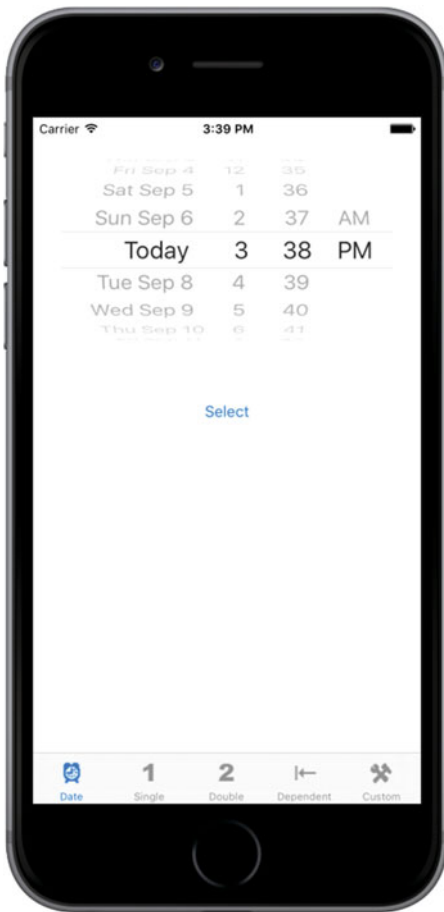 Carrier 3:39 PM
Fri Sep 4 12 35
Sat Sep 5 1 36
Sun Sep 6 2 37 AM
Today 3 38 PM
Tue Sep 8 4 39
Wed Sep 9 5 40
Thu Sep 10 6 41
Select
1 2
Date Single Double Dependent Custom